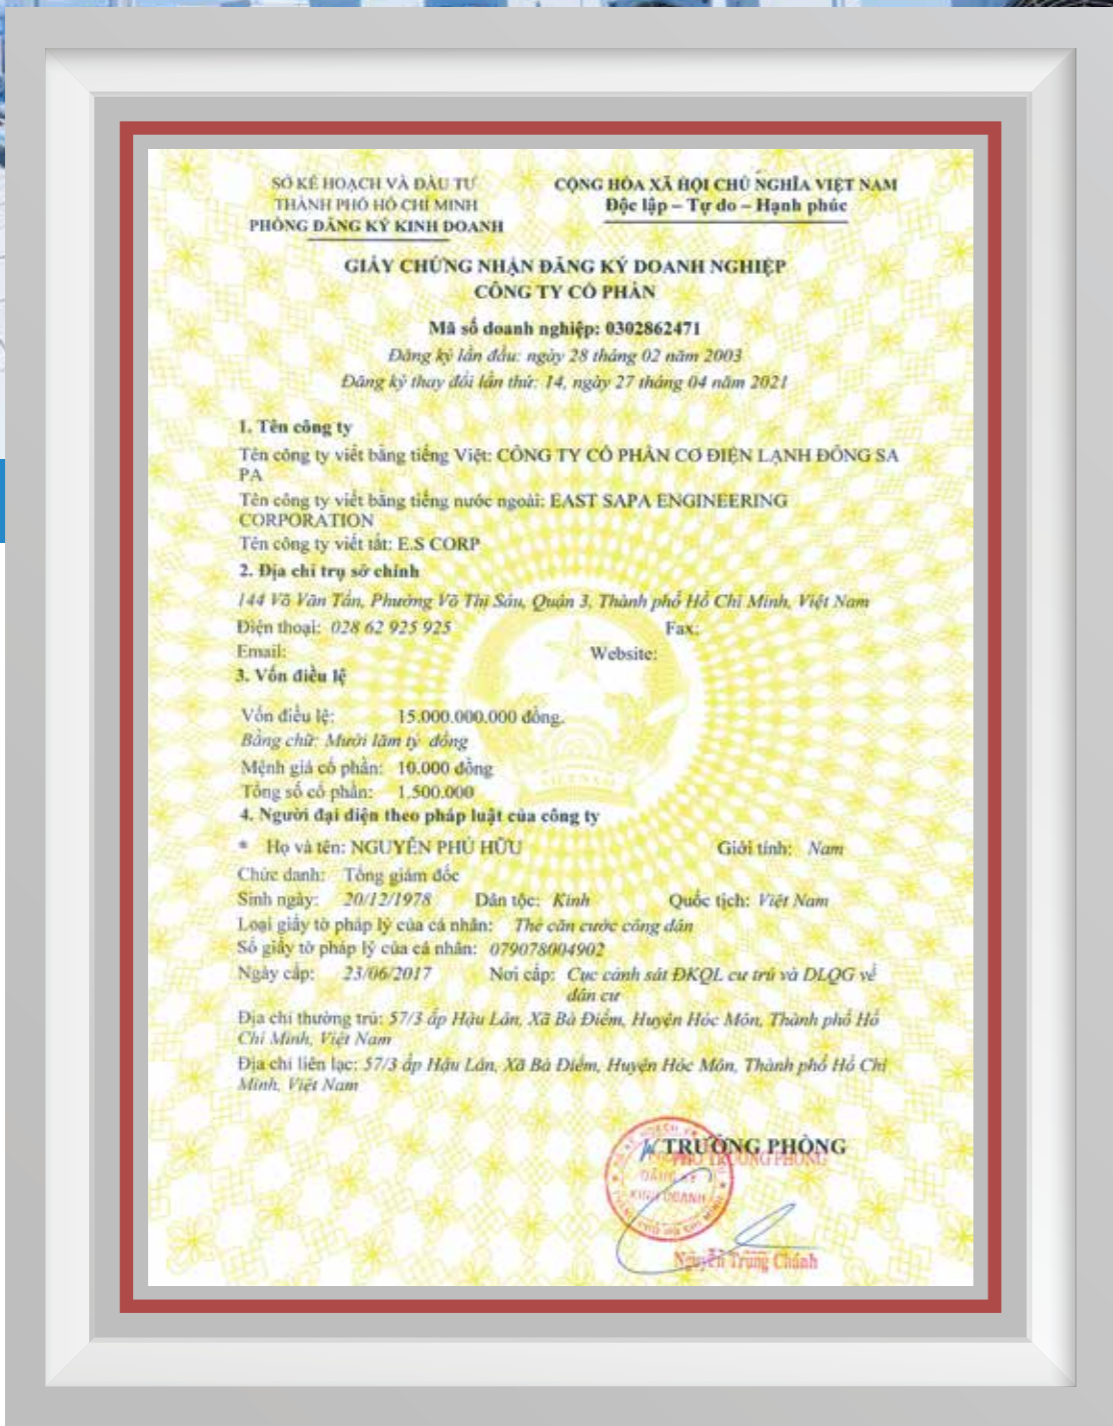 SỞ KẾ HOẠCH VÀ ĐẦU TƯ
THÀNH PHỐ HỒ CHÍ MINH
PHÒNG ĐĂNG KÝ KINH DOANH
CỘNG HÒA XÃ HỘI CHỦ NGHĨA VIỆT NAM
Độc lập – Tự do – Hạnh phúc
GIẤY CHỨNG NHẬN ĐĂNG KÝ DOANH NGHIỆP
CÔNG TY CỔ PHẦN
Mã số doanh nghiệp: 0302862471
Đăng ký lần đầu: ngày 28 tháng 02 năm 2003
Đăng ký thay đổi lần thứ: 14, ngày 27 tháng 04 năm 2021
1. Tên công ty
Tên công ty viết bằng tiếng Việt: CÔNG TY CỔ PHẦN CƠ ĐIỆN LẠNH ĐÔNG SA
PA
Tên công ty viết bằng tiếng nước ngoài: EAST SAPA ENGINEERING
CORPORATION
Tên công ty viết tắt: E.S CORP
2. Địa chỉ trụ sở chính
144 Võ Văn Tần, Phường Võ Thị Sáu, Quận 3, Thành phố Hồ Chí Minh, Việt Nam
Điện thoại: 028 62 925 925 Fax:
Email: Website:
3. Vốn điều lệ
Vốn điều lệ: 15.000.000.000 đồng.
Bằng chữ: Mười lăm tỷ đồng
Mệnh giá cổ phần: 10.000 đồng
Tổng số cổ phần: 1.500.000
4. Người đại diện theo pháp luật của công ty
* Họ và tên: NGUYỄN PHÚ HỮU Giới tính: Nam
Chức danh: Tổng giám đốc
Sinh ngày: 20/12/1978 Dân tộc: Kinh Quốc tịch: Việt Nam
Loại giấy tờ pháp lý của cá nhân: Thẻ căn cước công dân
Số giấy tờ pháp lý của cá nhân: 079078004902
Ngày cấp: 23/06/2017 Nơi cấp: Cục cảnh sát ĐKQL cư trú và DLQG về
dân cư
Địa chỉ thường trú: 57/3 ấp Hậu Lân, Xã Bà Điểm, Huyện Hóc Môn, Thành phố Hồ
Chí Minh, Việt Nam
Địa chỉ liên lạc: 57/3 ấp Hậu Lân, Xã Bà Điểm, Huyện Hóc Môn, Thành phố Hồ Chí
Minh, Việt Nam
TRƯỞNG PHÒNG
PHÓ TRƯỞNG PHÒNG
ĐĂNG KÝ
KINH DOANH
Nguyễn Trung Chánh